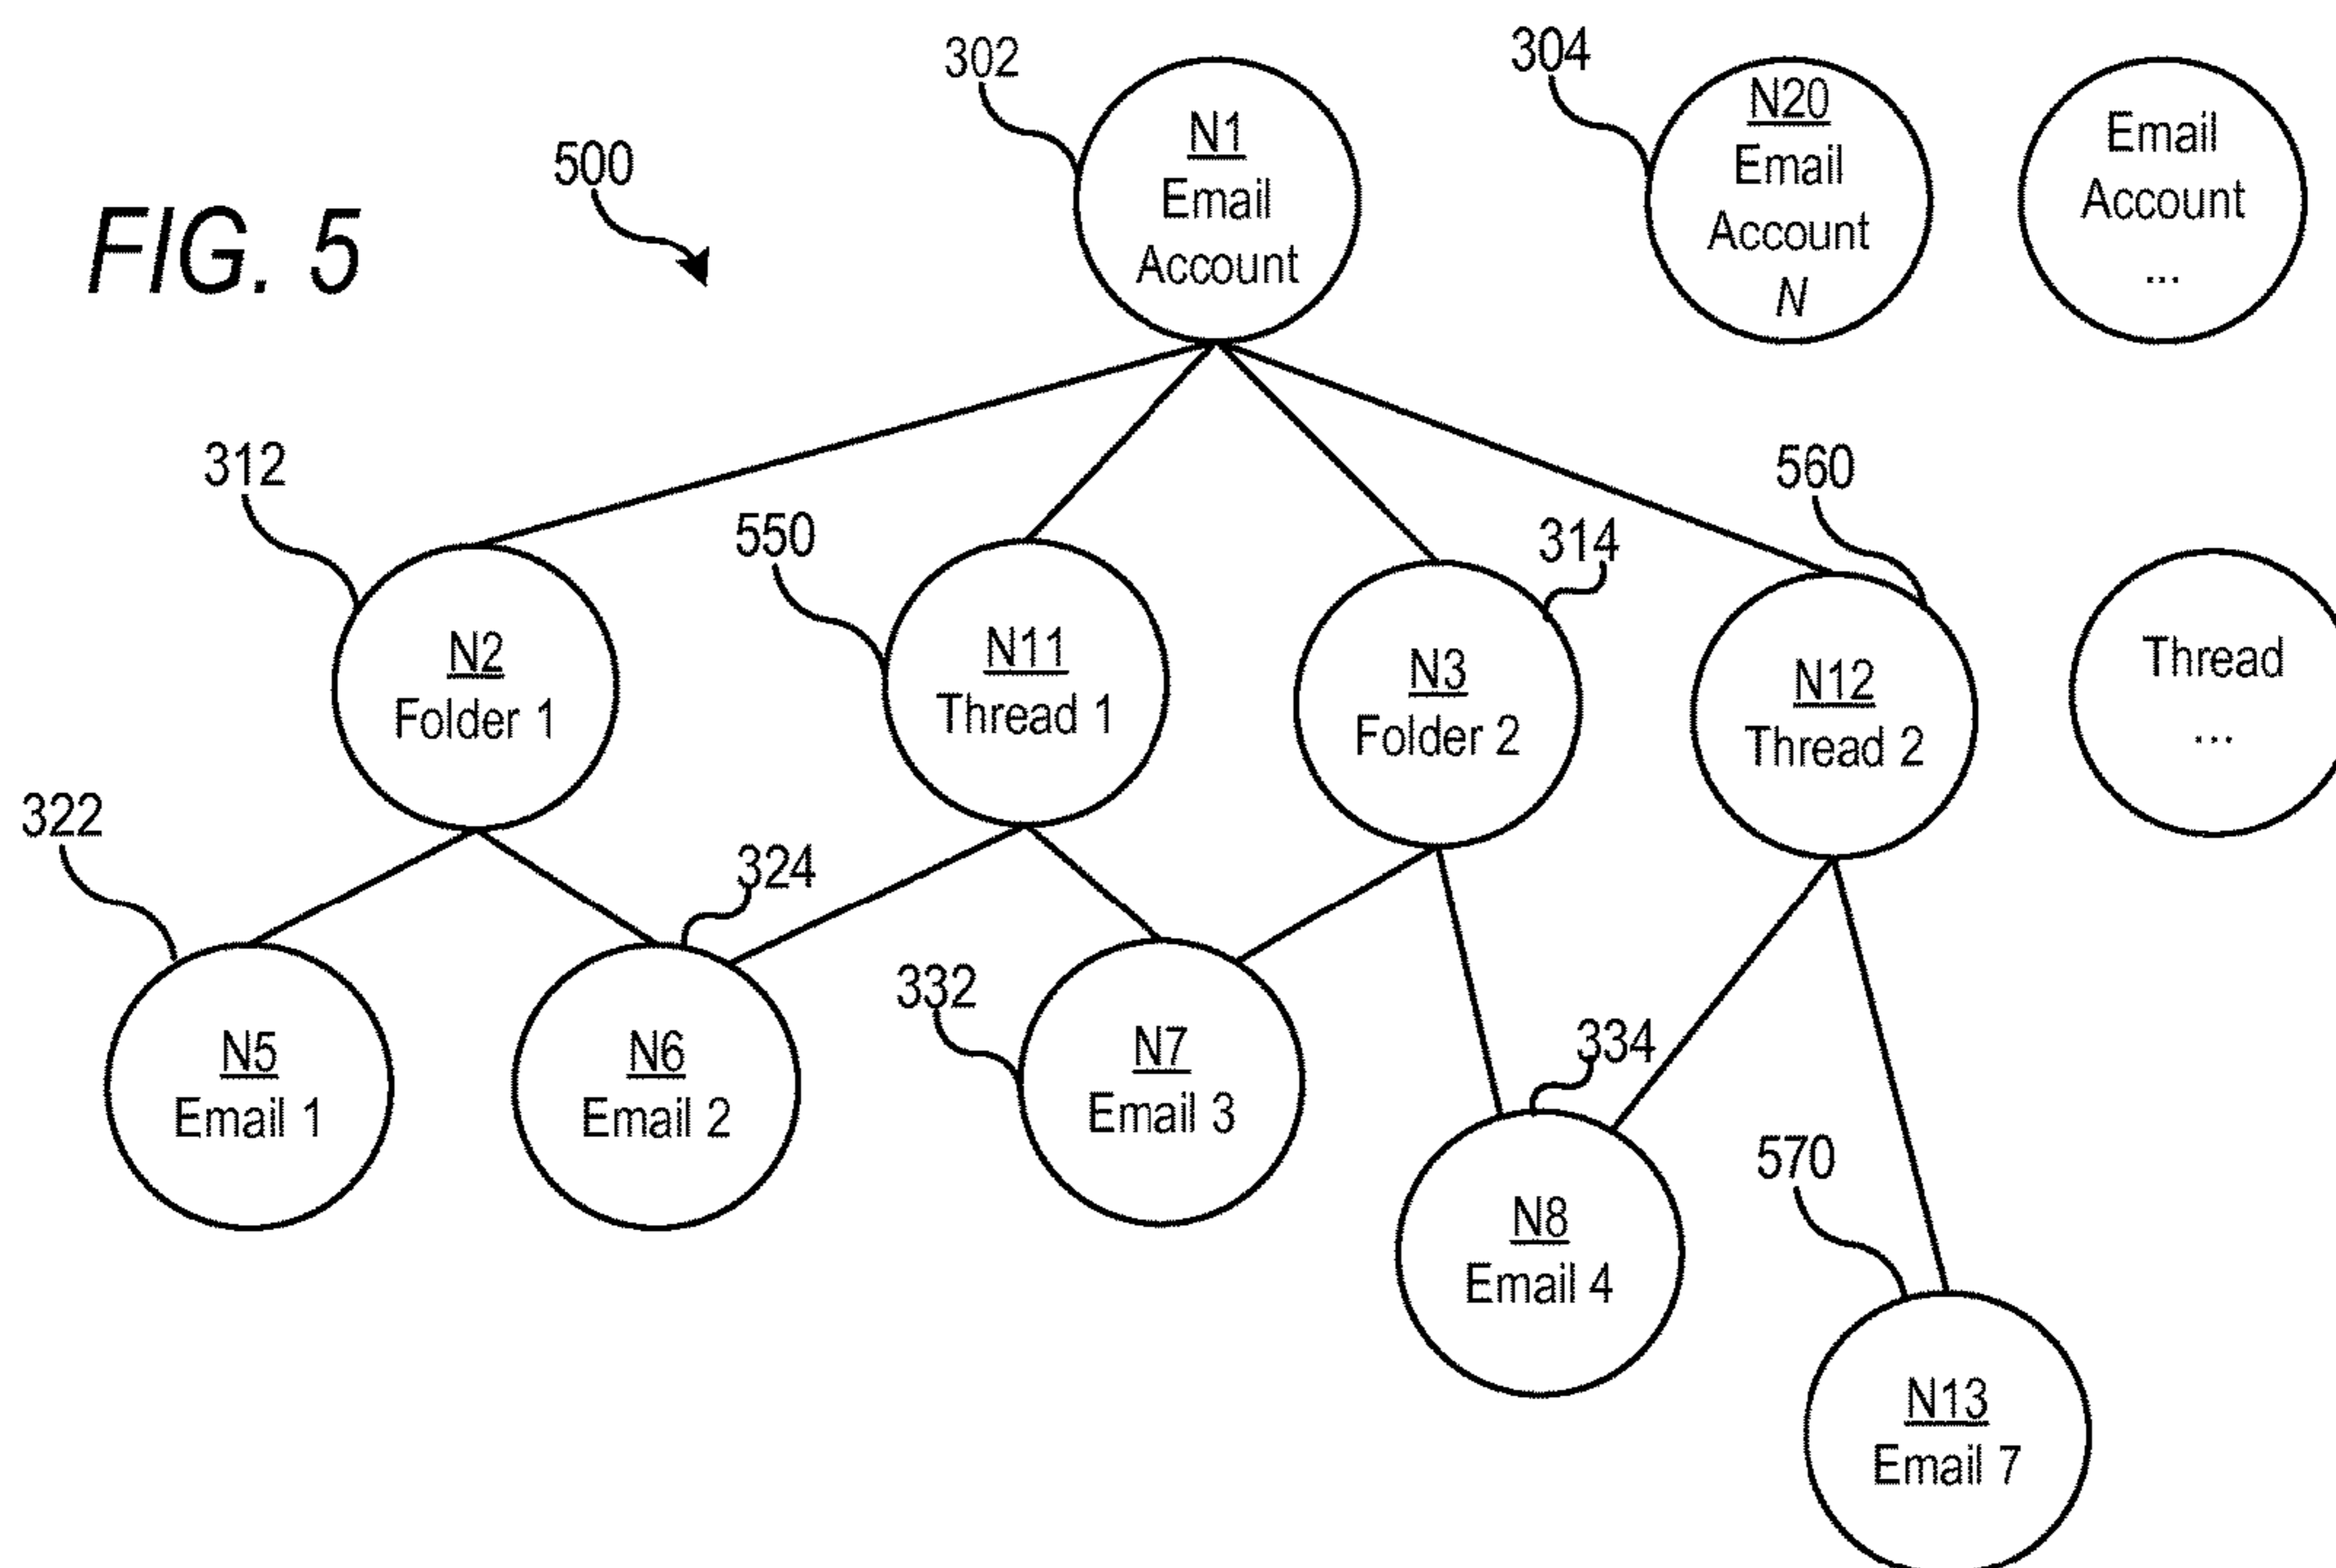 FIG. 5
500
302
N1
Email
Account
304
N20
Email
Account
N
Email
Account
...
312
N2
Folder 1
550
N11
Thread 1
314
N3
Folder 2
560
N12
Thread 2
Thread
...
322
N5
Email 1
324
N6
Email 2
332
N7
Email 3
334
N8
Email 4
570
N13
Email 7